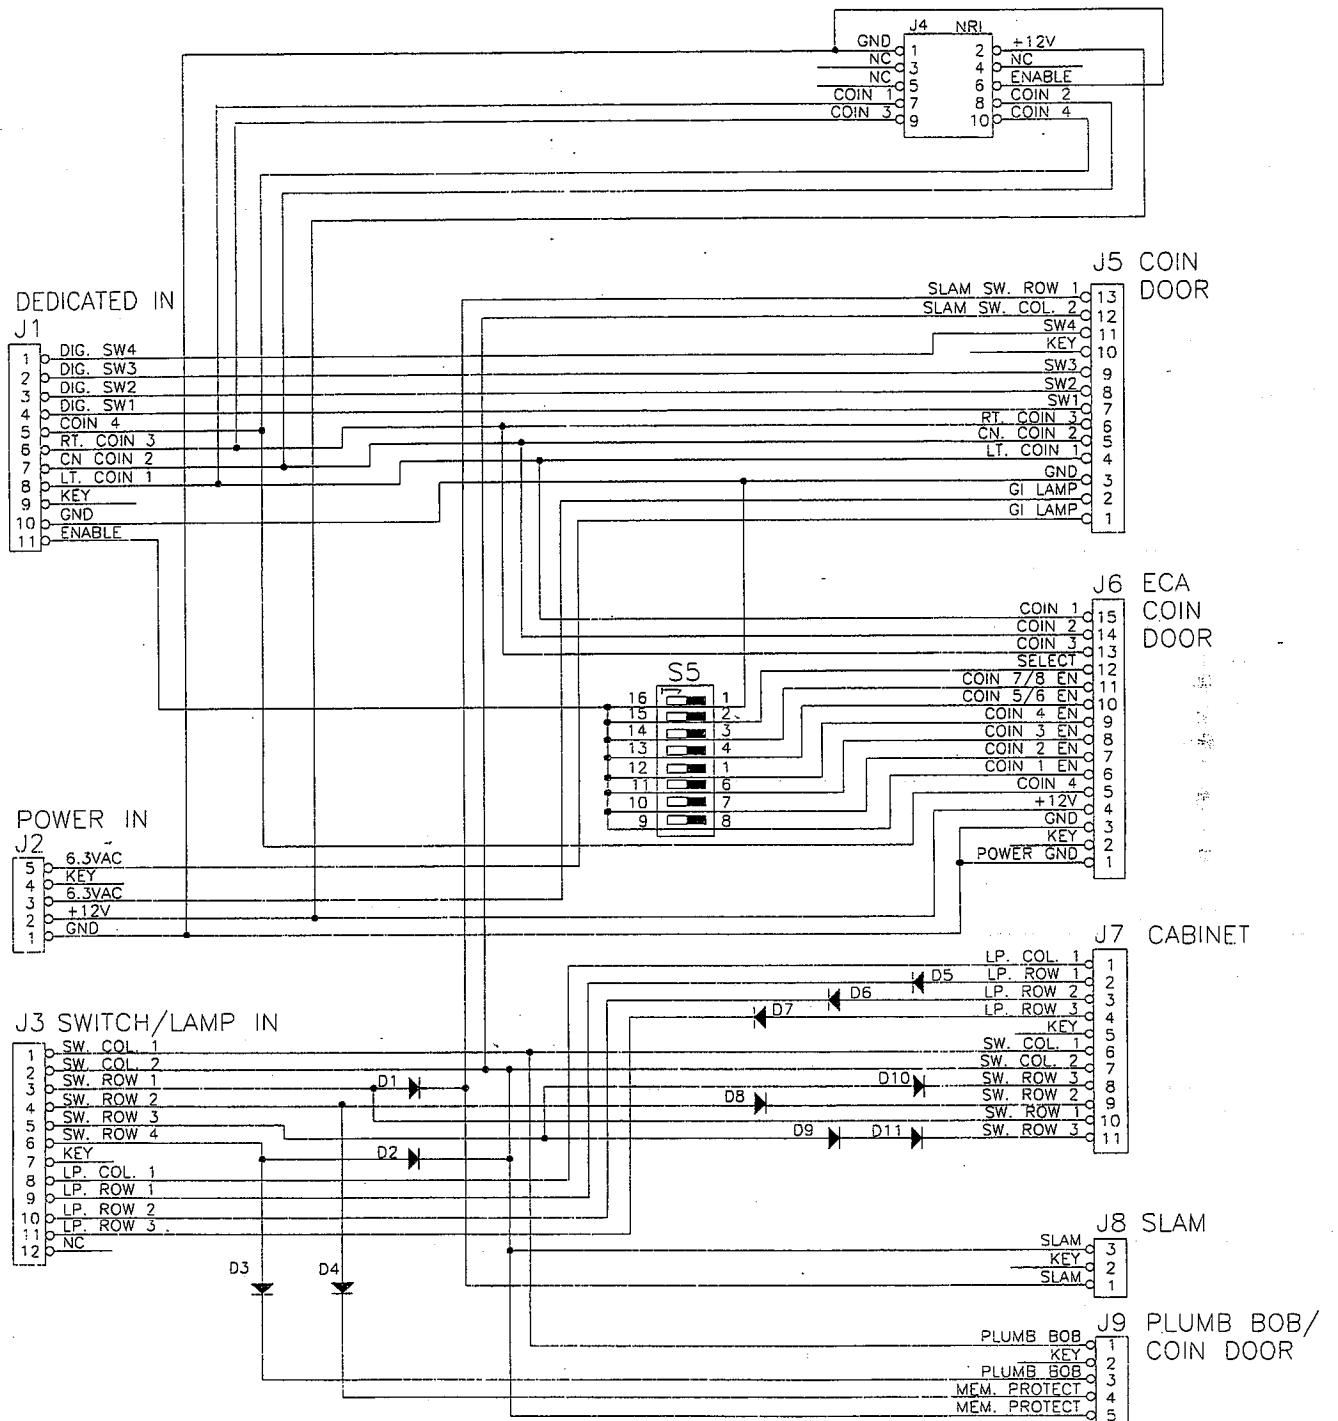 J4 NRI
GND 1 2 +12V
NC 3 4 NC
NC 5 6 ENABLE
COIN 1 7 8 COIN 2
COIN 3 9 10 COIN 4
DEDICATED IN
J1
1 DIG. SW4
2 DIG. SW3
3 DIG. SW2
4 DIG. SW1
5 COIN 4
6 RT. COIN 3
7 CN COIN 2
8 LT. COIN 1
9 KEY
10 GND
11 ENABLE
J5 COIN
DOOR
SLAM SW. ROW 1 13
SLAM SW. COL. 2 12
SW4 11
KEY 10
SW3 9
SW2 8
SW1 7
RT. COIN 3 6
CN. COIN 2 5
LT. COIN 1 4
GND 3
GI LAMP 2
GI LAMP 1
J6 ECA
COIN
DOOR
COIN 1 15
COIN 2 14
COIN 3 13
SELECT 12
COIN 7/8 EN 11
COIN 5/6 EN 10
COIN 4 EN 9
COIN 3 EN 8
COIN 2 EN 7
COIN 1 EN 6
COIN 4 5
+12V 4
GND 3
KEY 2
POWER GND 1
S5
16 1
15 2
14 3
13 4
12 1
11 6
10 7
9 8
POWER IN
J2
5 6.3VAC
4 KEY
3 6.3VAC
2 +12V
1 GND
J7 CABINET
LP. COL. 1 1
D5 LP. ROW 1 2
D6 LP. ROW 2 3
D7 LP. ROW 3 4
KEY 5
SW. COL. 1 6
SW. COL. 2 7
D10 SW. ROW 3 8
D8 SW. ROW 2 9
SW. ROW 1 10
D9 D11 SW. ROW 3 11
J3 SWITCH/LAMP IN
1 SW. COL. 1
2 SW. COL. 2
3 SW. ROW 1 D1
4 SW. ROW 2
5 SW. ROW 3
6 SW. ROW 4
7 KEY D2
8 LP. COL. 1
9 LP. ROW 1
10 LP. ROW 2
11 LP. ROW 3
12 NC
D3 D4
J8 SLAM
SLAM 3
KEY 2
SLAM 1
J9 PLUMB BOB/
COIN DOOR
PLUMB BOB 1
KEY 2
PLUMB BOB 3
MEM. PROTECT 4
MEM. PROTECT 5